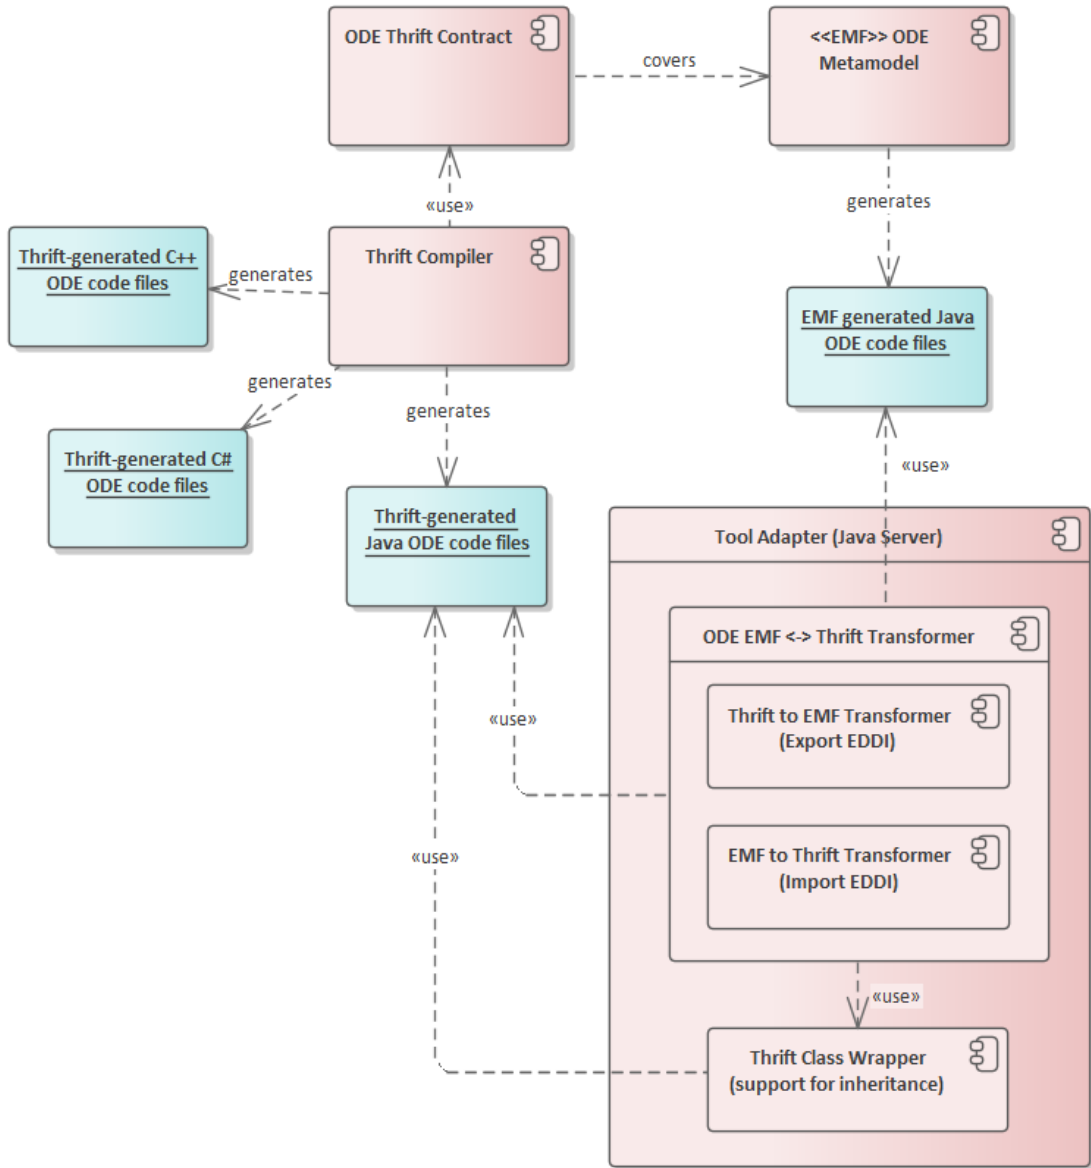 ODE Thrift Contract
covers
<<EMF>> ODE
Metamodel
«use»
generates
Thrift-generated C++
ODE code files
generates
Thrift Compiler
EMF generated Java
ODE code files
generates
generates
Thrift-generated C#
ODE code files
«use»
Thrift-generated
Java ODE code files
Tool Adapter (Java Server)
ODE EMF <-> Thrift Transformer
«use»
Thrift to EMF Transformer
(Export EDDI)
«use»
EMF to Thrift Transformer
(Import EDDI)
«use»
Thrift Class Wrapper
(support for inheritance)